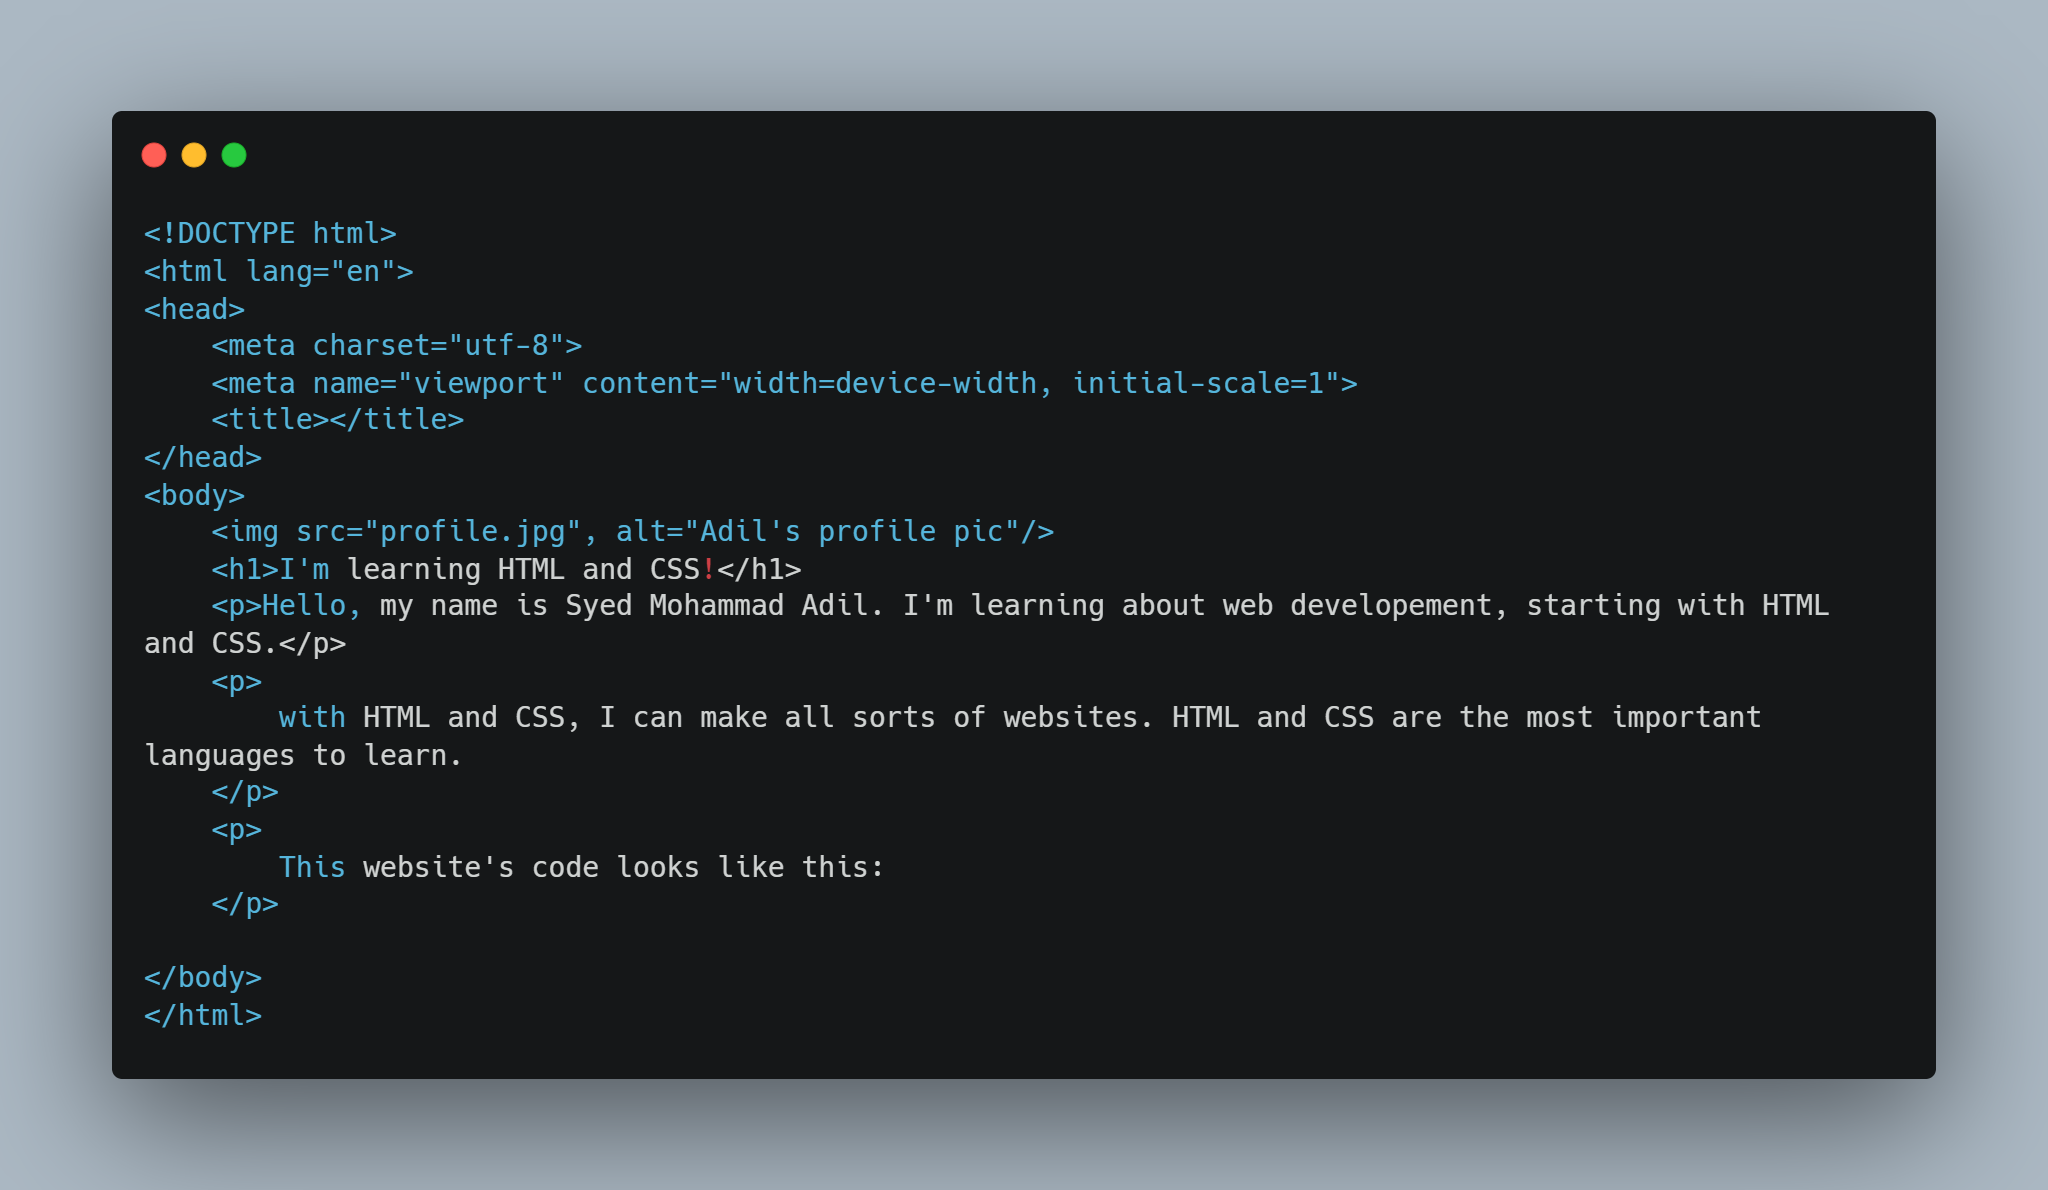 <!DOCTYPE html>
<html lang="en">
<head>
    <meta charset="utf-8">
    <meta name="viewport" content="width=device-width, initial-scale=1">
    <title></title>
</head>
<body>
    <img src="profile.jpg", alt="Adil's profile pic"/>
    <h1>I'm learning HTML and CSS!</h1>
    <p>Hello, my name is Syed Mohammad Adil. I'm learning about web developement, starting with HTML
and CSS.</p>
    <p>
        with HTML and CSS, I can make all sorts of websites. HTML and CSS are the most important
languages to learn.
    </p>
    <p>
        This website's code looks like this:
    </p>

</body>
</html>